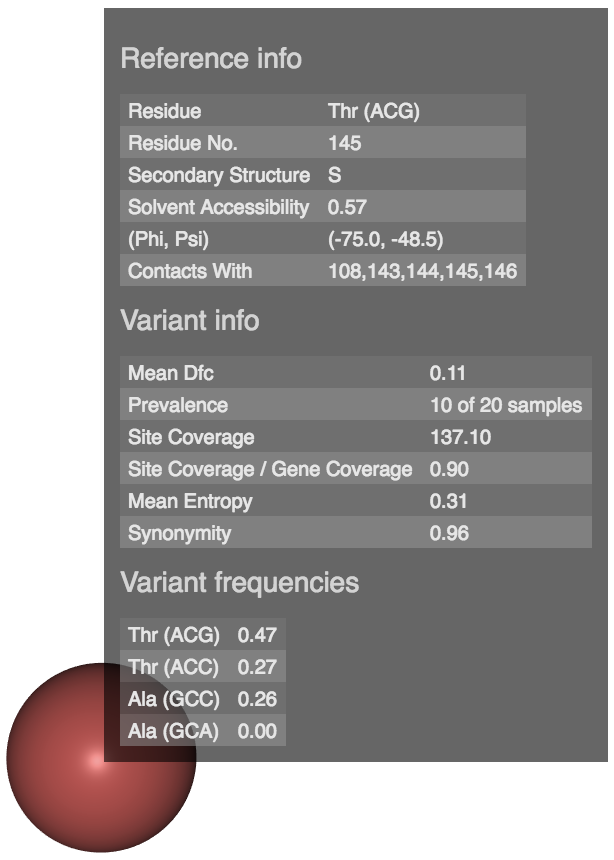 Reference info
Residue Thr (ACG)
Residue No. 145
Secondary Structure S
Solvent Accessibility 0.57
(Phi, Psi) (-75.0, -48.5)
Contacts With 108,143,144,145,146
Variant info
Mean Dfc 0.11
Prevalence 10 of 20 samples
Site Coverage 137.10
Site Coverage / Gene Coverage 0.90
Mean Entropy 0.31
Synonymity 0.96
Variant frequencies
Thr (ACG) 0.47
Thr (ACC) 0.27
Ala (GCC) 0.26
Ala (GCA) 0.00